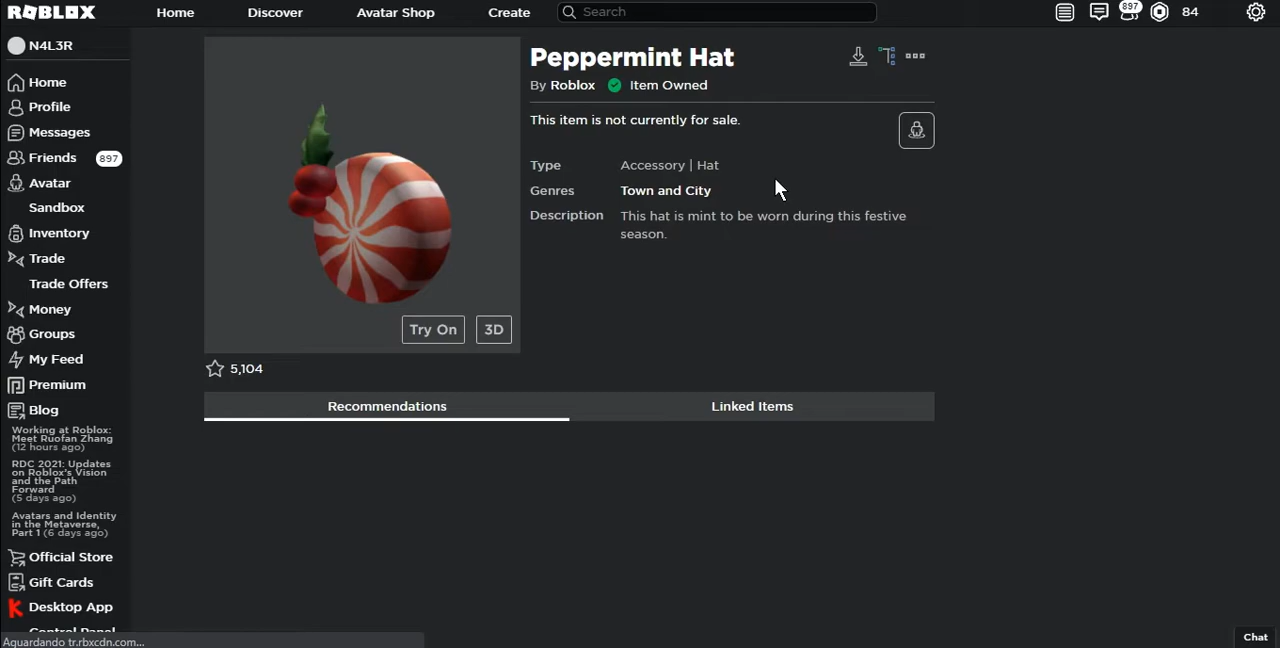 ROBLOX
Home
Discover
Avatar Shop
Create
Search
897
84
N4L3R
Home
Profile
Messages
Friends
897
Avatar
Sandbox
Inventory
Trade
Trade Offers
Money
Groups
My Feed
Premium
Blog
Working at Roblox:
Meet Ruofan Zhang
(12 hours ago)
RDC 2021: Updates
on Roblox's Vision
and the Path
Forward
(5 days ago)
Avatars and Identity
in the Metaverse,
Part 1 (6 days ago)
Official Store
Gift Cards
Desktop App
Control Panel
Aguardando tr.rbxcdn.com...
Peppermint Hat
By Roblox Item Owned
This item is not currently for sale.
Type Accessory | Hat
Genres Town and City
Description This hat is mint to be worn during this festive
season.
Try On
3D
5,104
Recommendations
Linked Items
Chat